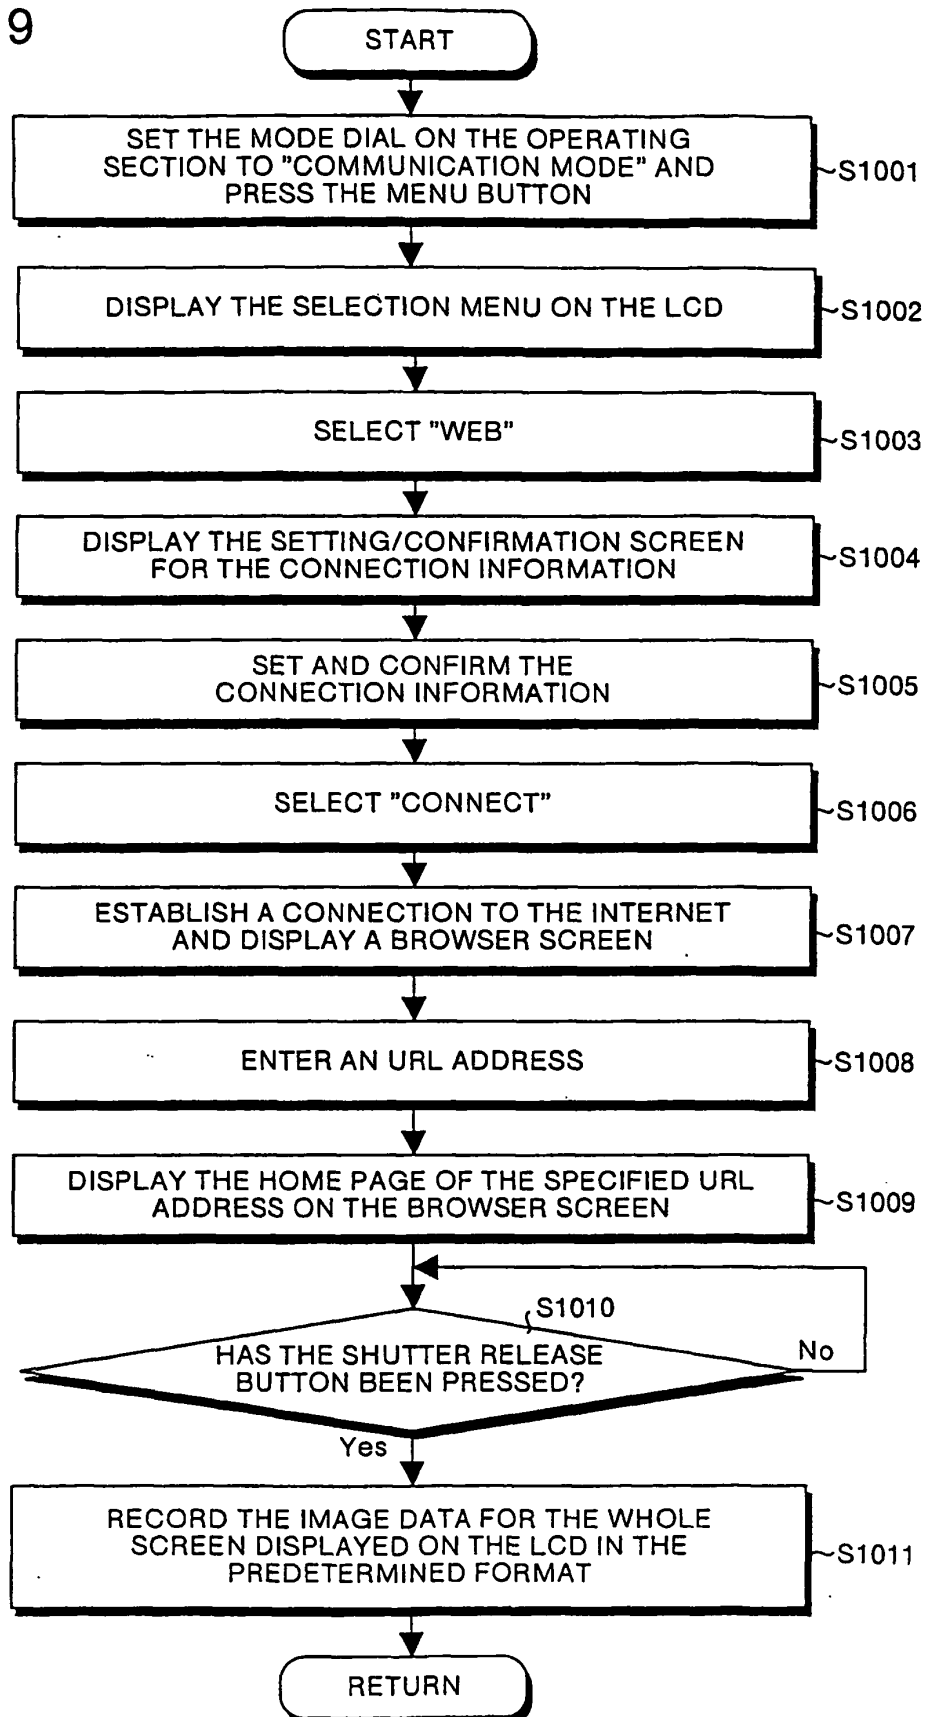 9
START
SET THE MODE DIAL ON THE OPERATING
SECTION TO "COMMUNICATION MODE" AND
PRESS THE MENU BUTTON
S1001
DISPLAY THE SELECTION MENU ON THE LCD
S1002
SELECT "WEB"
S1003
DISPLAY THE SETTING/CONFIRMATION SCREEN
FOR THE CONNECTION INFORMATION
S1004
SET AND CONFIRM THE
CONNECTION INFORMATION
S1005
SELECT "CONNECT"
S1006
ESTABLISH A CONNECTION TO THE INTERNET
AND DISPLAY A BROWSER SCREEN
S1007
ENTER AN URL ADDRESS
S1008
DISPLAY THE HOME PAGE OF THE SPECIFIED URL
ADDRESS ON THE BROWSER SCREEN
S1009
S1010
HAS THE SHUTTER RELEASE
BUTTON BEEN PRESSED?
No
Yes
RECORD THE IMAGE DATA FOR THE WHOLE
SCREEN DISPLAYED ON THE LCD IN THE
PREDETERMINED FORMAT
S1011
RETURN